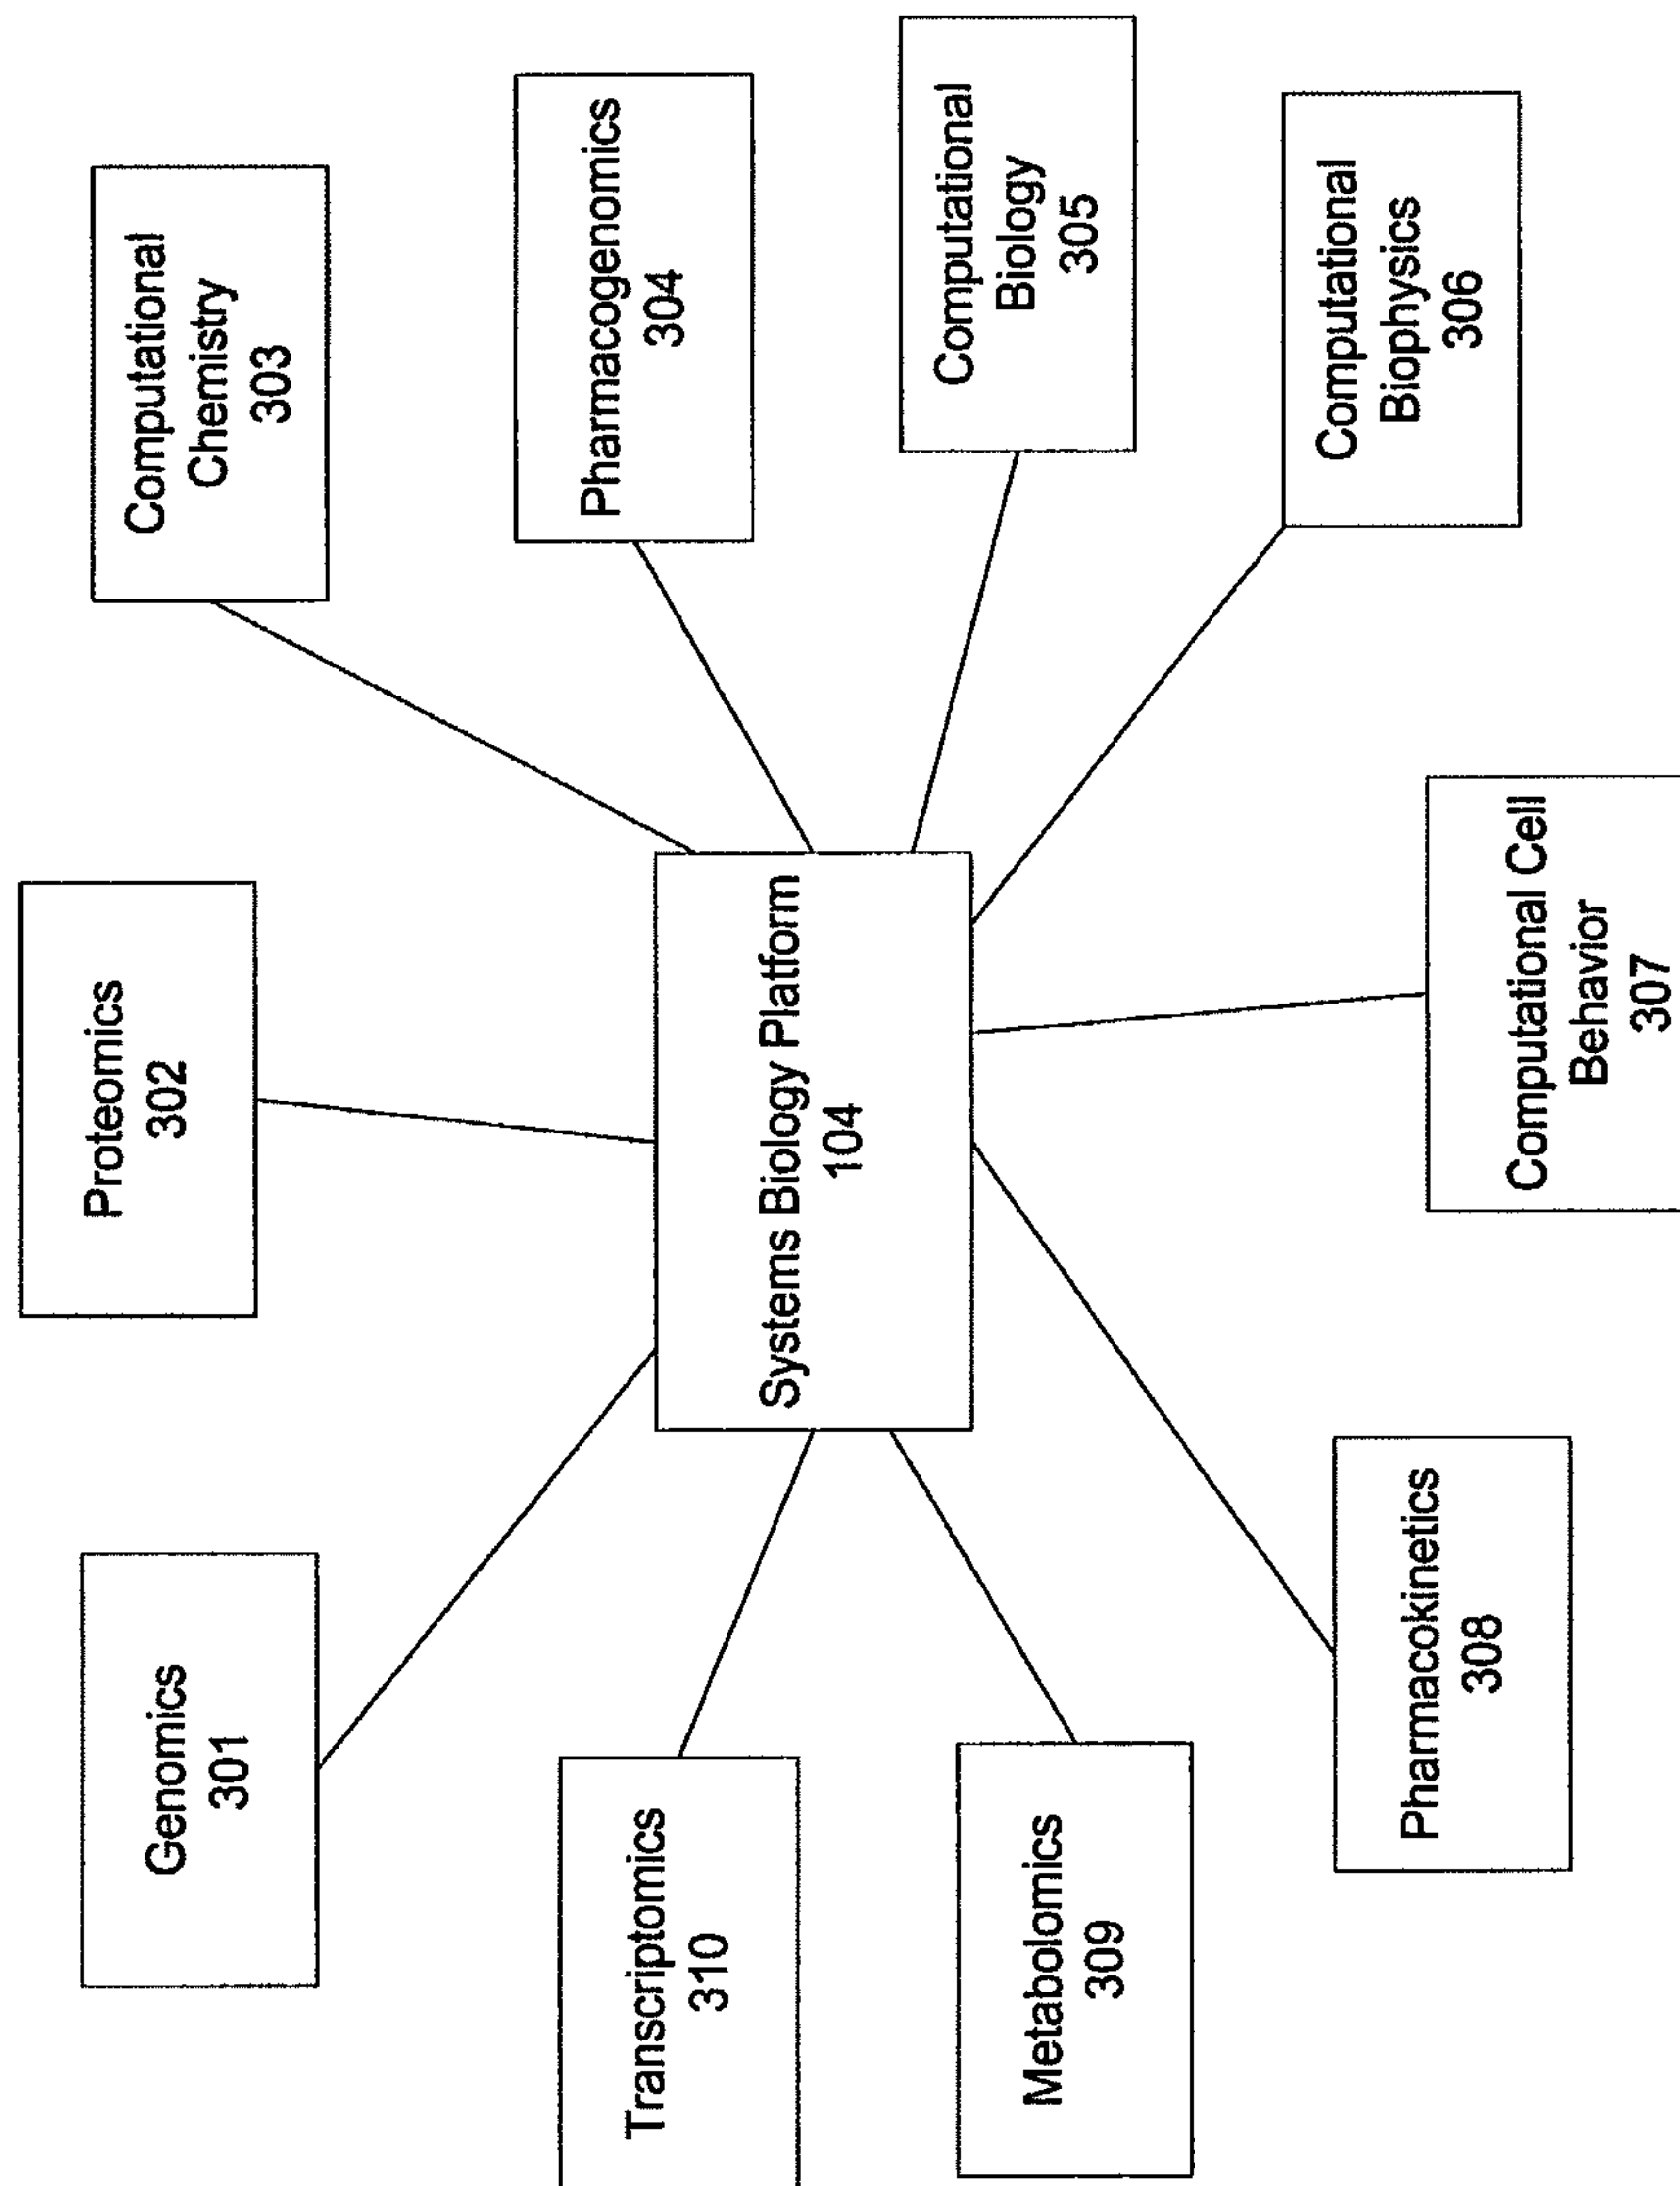 Genomics
301
Proteomics
302
Computational
Chemistry
303
Transcriptomics
310
Systems Biology Platform
104
Pharmacogenomics
304
Metabolomics
309
Computational
Biology
305
Pharmacokinetics
308
Computational Cell
Behavior
307
Computational
Biophysics
306